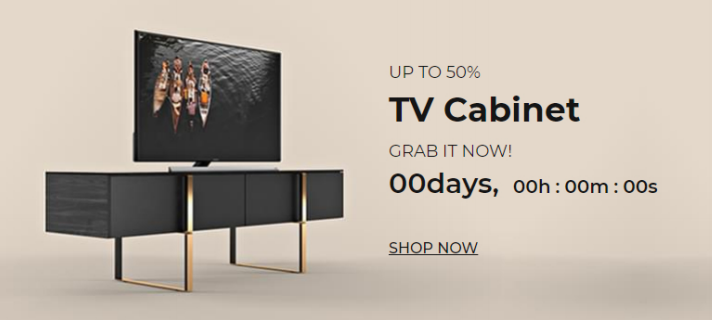 UP TO 50%
TV Cabinet
GRAB IT NOW!
00days, 00h : 00m : 00s
SHOP NOW